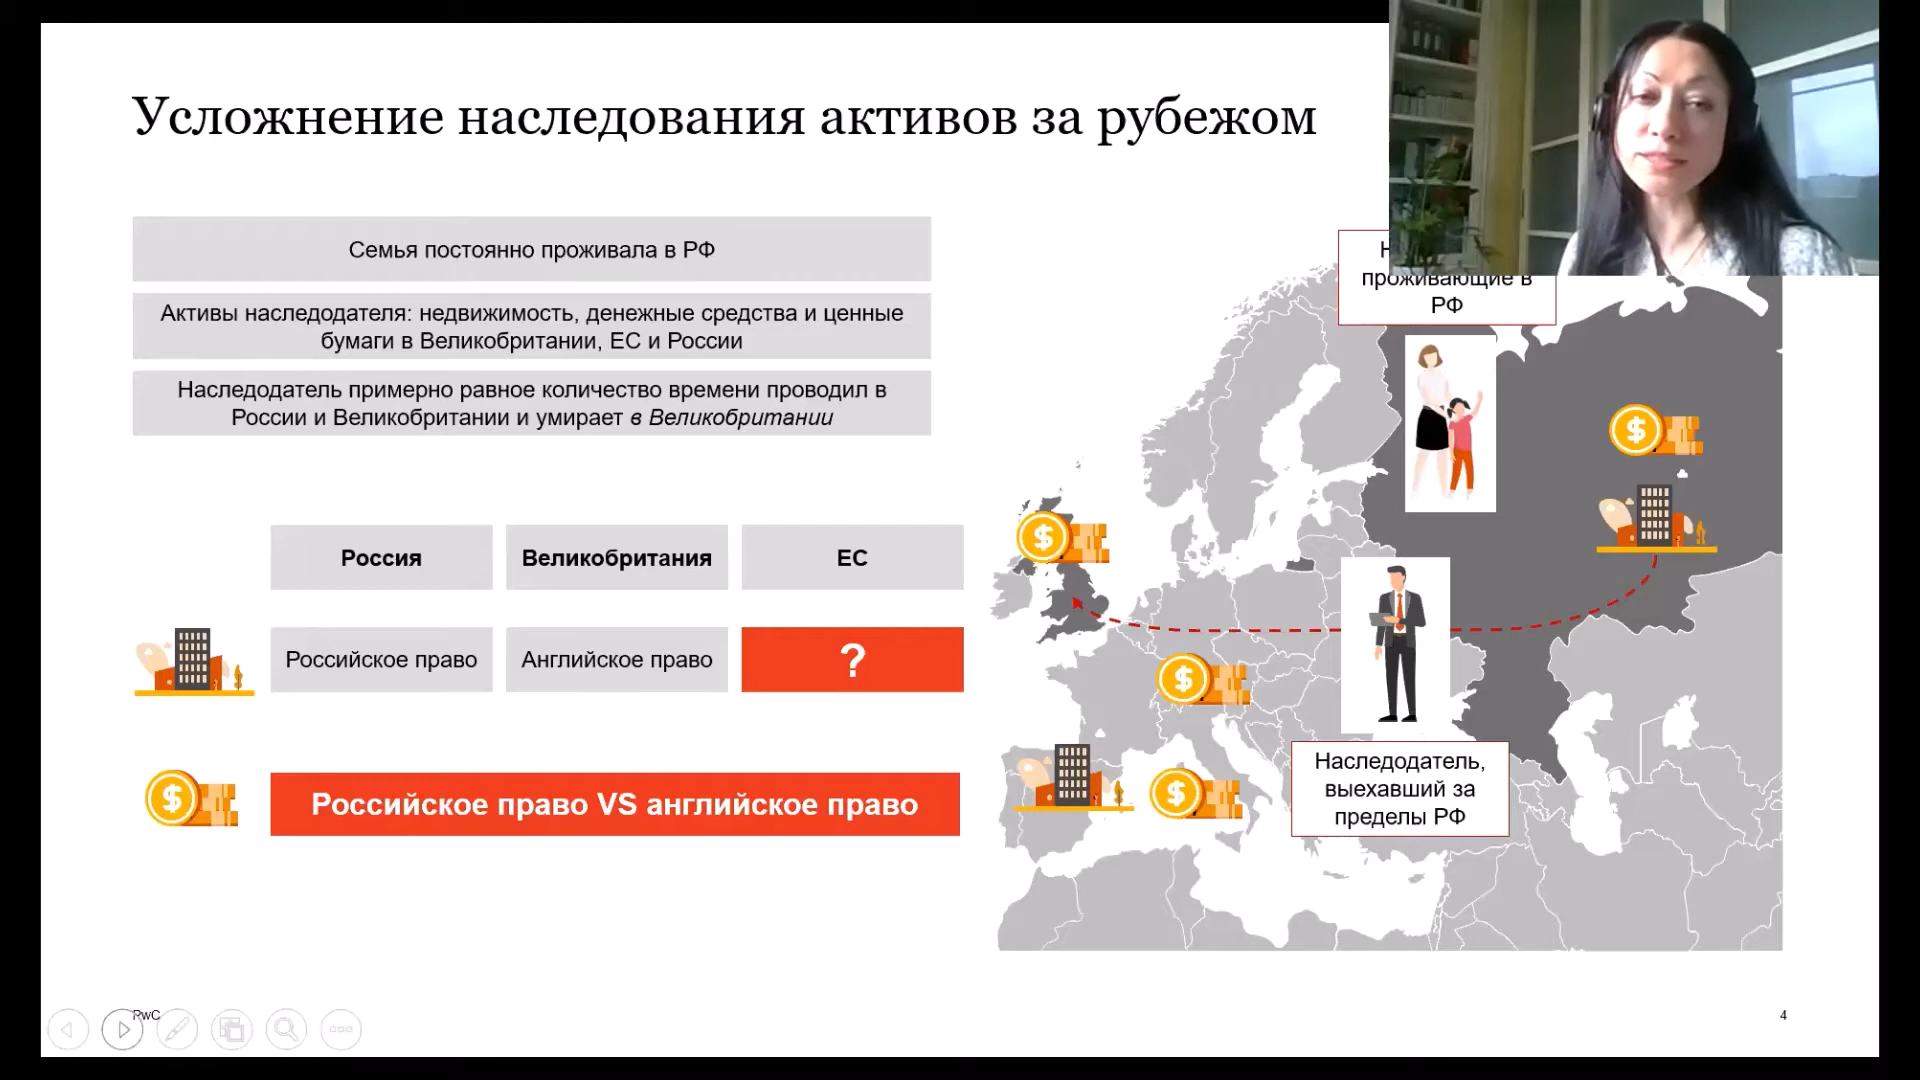 Усложнение наследования активов за рубежом
Семья постоянно проживала в РФ
Активы наследодателя: недвижимость, денежные средства и ценные
бумаги в Великобритании, ЕС и России
Наследодатель примерно равное количество времени проводил в
России и Великобритании и умирает в Великобритании
Россия
Великобритания
ЕС
Российское право
Английское право
?
Российское право VS английское право
проживающие в
РФ
Наследодатель,
выехавший за
пределы РФ
PwC
4